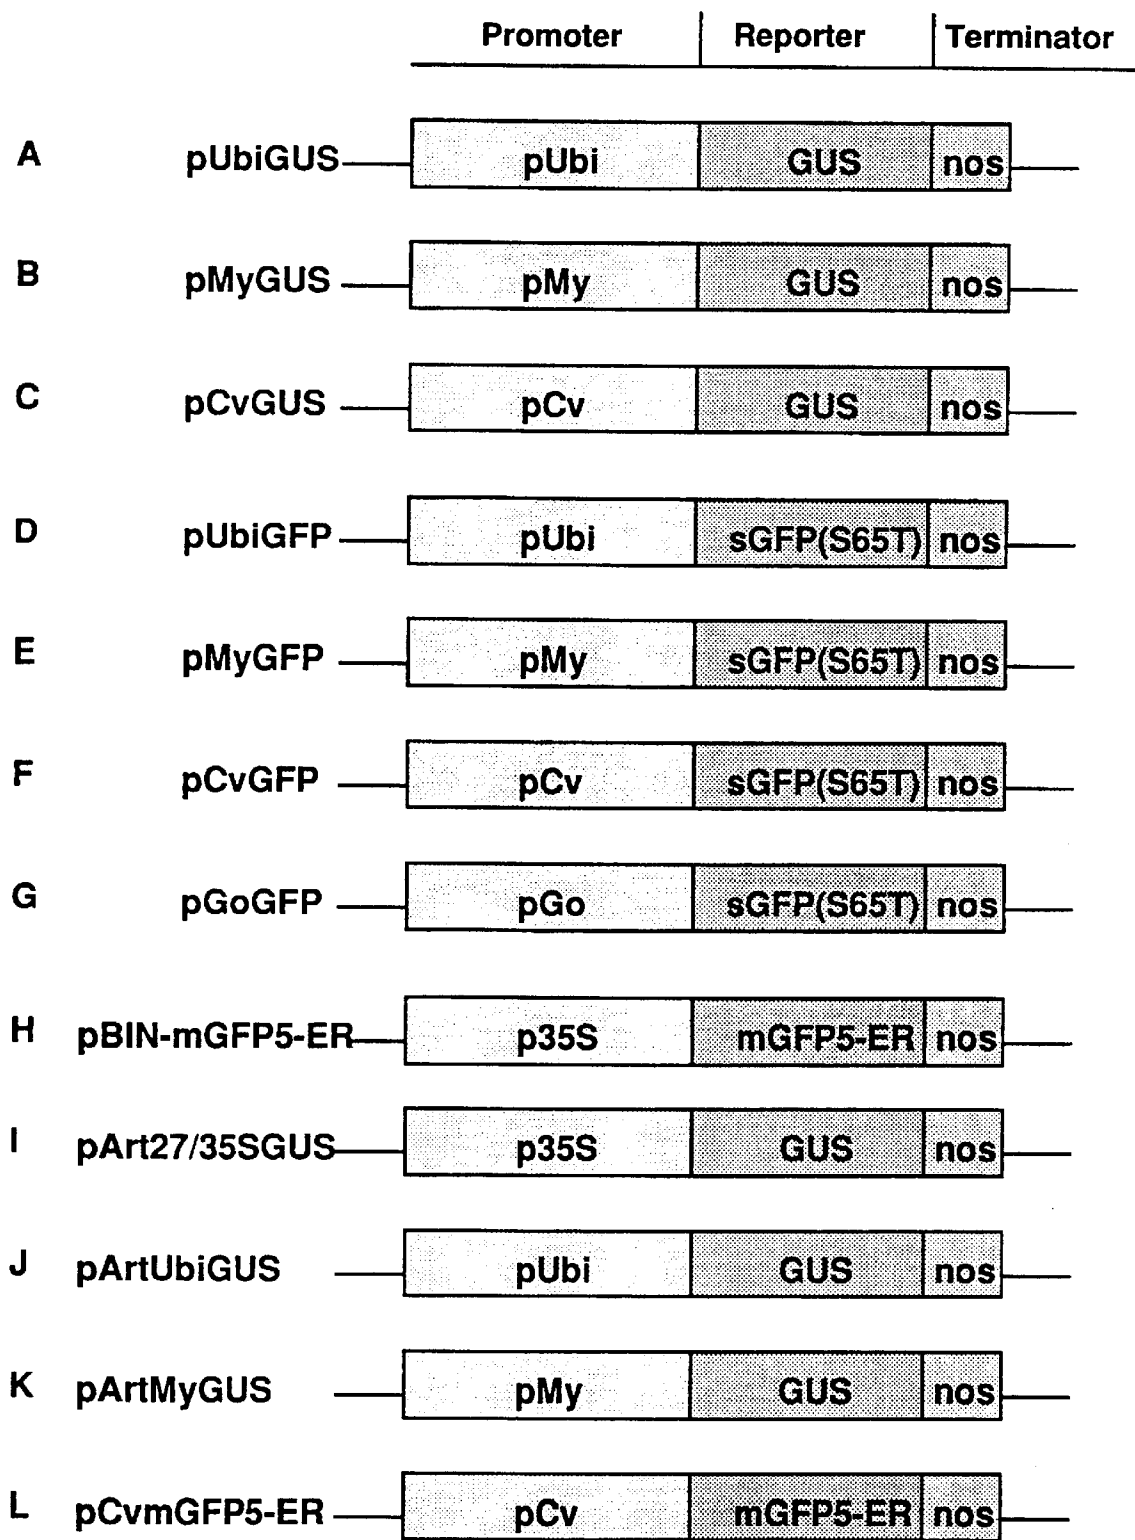 Promoter Reporter Terminator
A pUbiGUS pUbi GUS nos
B pMyGUS pMy GUS nos
C pCvGUS pCv GUS nos
D pUbiGFP pUbi sGFP(S65T) nos
E pMyGFP pMy sGFP(S65T) nos
F pCvGFP pCv sGFP(S65T) nos
G pGoGFP pGo sGFP(S65T) nos
H pBIN-mGFP5-ER p35S mGFP5-ER nos
I pArt27/35SGUS p35S GUS nos
J pArtUbiGUS pUbi GUS nos
K pArtMyGUS pMy GUS nos
L pCvmGFP5-ER pCv mGFP5-ER nos